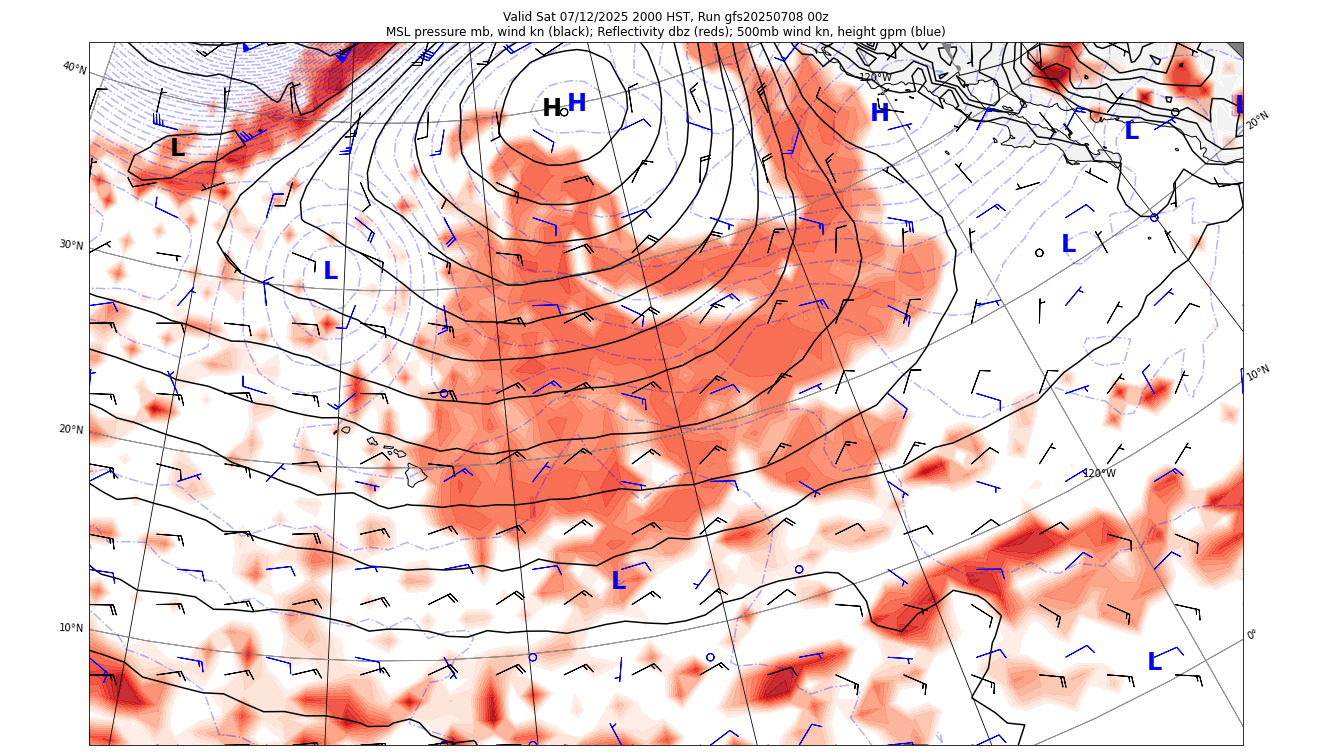 Valid Sat 07/12/2025 2000 HST, Run gfs20250708 00z
MSL pressure mb, wind kn (black); Reflectivity dbz (reds); 500mb wind kn, height gpm (blue)
40°N
120°W
H H
H
L
20°N
L
30°N
L
L
10°N
20°N
120°W
L
10°N
0°
L